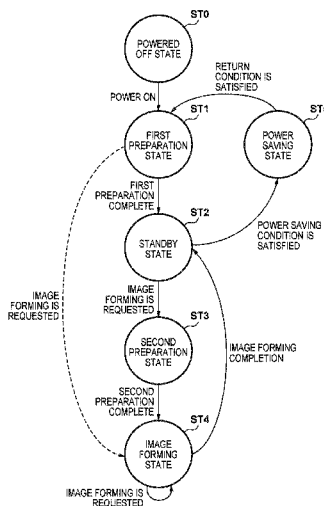 ST0
POWERED
OFF STATE
POWER ON
RETURN
CONDITION IS
SATISFIED
ST1
FIRST
PREPARATION
STATE
POWER
SAVING
STATE
FIRST
PREPARATION
COMPLETE
ST2
STANDBY
STATE
POWER SAVING
CONDITION IS
SATISFIED
IMAGE
FORMING IS
REQUESTED
IMAGE
FORMING IS
REQUESTED
ST3
SECOND
PREPARATION
STATE
IMAGE FORMING
COMPLETION
SECOND
PREPARATION
COMPLETE
ST4
IMAGE
FORMING
STATE
IMAGE FORMING IS
REQUESTED